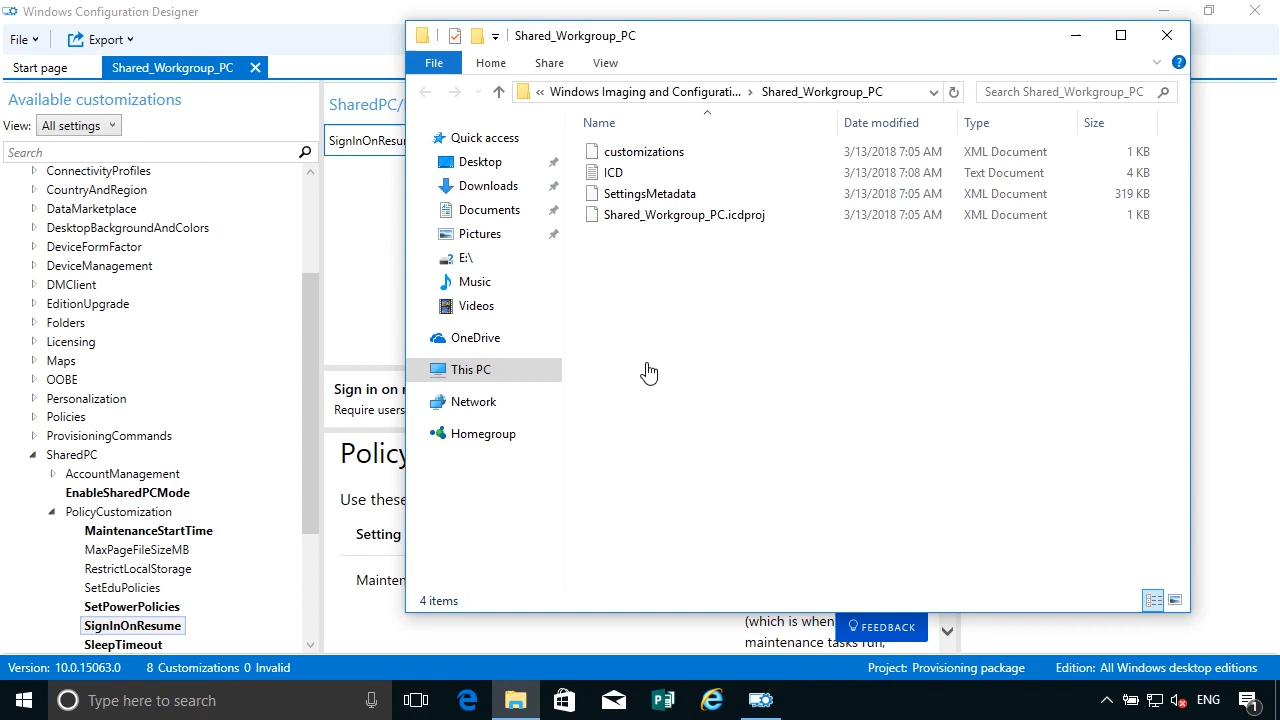 Windows Configuration Designer
File
Export
Start page
Shared_Workgroup_PC
Available customizations
View:
All settings
Search
ConnectivityProfiles
CountryAndRegion
DataMarketplace
DesktopBackgroundAndColors
DeviceFormFactor
DeviceManagement
DMClient
EditionUpgrade
Folders
Licensing
Maps
OOBE
Personalization
Policies
ProvisioningCommands
SharedPC
AccountManagement
EnableSharedPCMode
PolicyCustomization
MaintenanceStartTime
MaxPageFileSizeMB
RestrictLocalStorage
SetEduPolicies
SetPowerPolicies
SignInOnResume
SleepTimeout
SharedPC/
SignInOnResu
Sign in on r
Require users
Policy
Use these
Setting
Mainten
(which is when
maintenance tasks run,
FEEDBACK
Shared_Workgroup_PC
File
Home
Share
View
« Windows Imaging and Configurati... > Shared_Workgroup_PC
Search Shared_Workgroup_PC
Name
Date modified
Type
Size
customizations 3/13/2018 7:05 AM XML Document 1 KB
ICD 3/13/2018 7:08 AM Text Document 4 KB
SettingsMetadata 3/13/2018 7:05 AM XML Document 319 KB
Shared_Workgroup_PC.icdproj 3/13/2018 7:05 AM XML Document 1 KB
Quick access
Desktop
Downloads
Documents
Pictures
E:\
Music
Videos
OneDrive
This PC
Network
Homegroup
4 items
Version: 10.0.15063.0 8 Customizations 0 Invalid
Project: Provisioning package
Edition: All Windows desktop editions
Type here to search
ENG
1